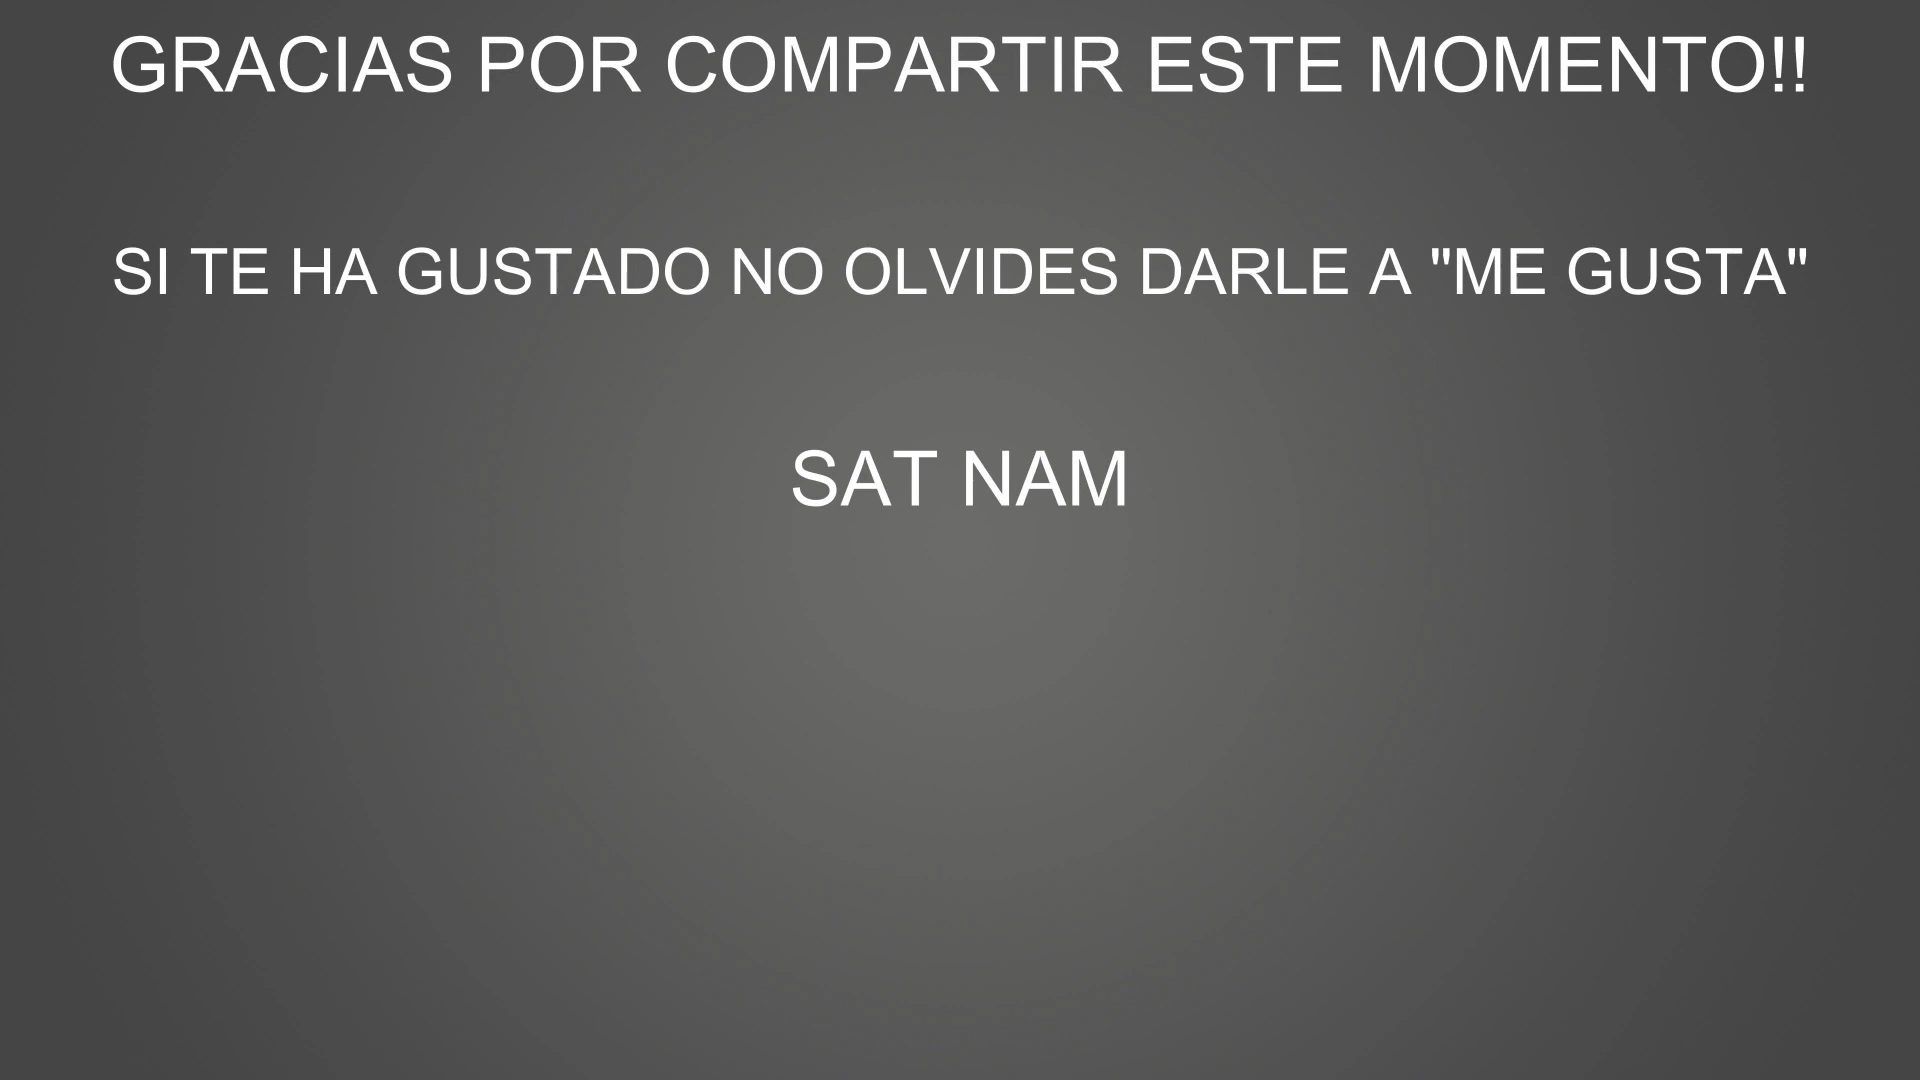 GRACIAS POR COMPARTIR ESTE MOMENTO!!
SI TE HA GUSTADO NO OLVIDES DARLE A "ME GUSTA"
SAT NAM